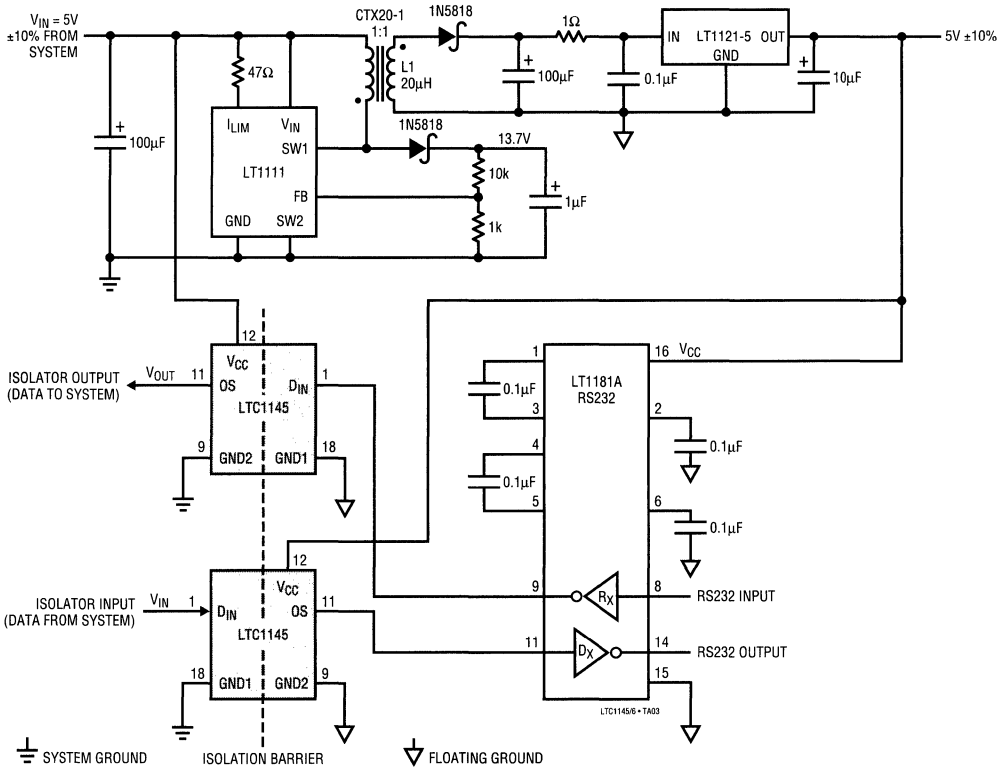 V_IN = 5V
±10% FROM
SYSTEM
CTX20-1
1:1
1N5818
1Ω
IN LT1121-5 OUT
GND
5V ±10%
47Ω
L1
20µH
+
100µF
0.1µF
+
10µF
+
100µF
I_LIM V_IN
SW1
LT1111
FB
GND SW2
1N5818
13.7V
10k
1k
+
1µF
12
V_CC
ISOLATOR OUTPUT
(DATA TO SYSTEM)
V_OUT
11
OS
D_IN
1
LTC1145
9
GND2 GND1
18
12
V_CC
ISOLATOR INPUT
(DATA FROM SYSTEM)
V_IN
1
D_IN
OS
11
LTC1145
18
GND1 GND2
9
LT1181A
RS232
1
0.1µF
3
4
0.1µF
5
16 V_CC
2
0.1µF
6
0.1µF
9
R_X
8
RS232 INPUT
11
D_X
14
RS232 OUTPUT
15
LTC1145/6 • TA03
SYSTEM GROUND
ISOLATION BARRIER
FLOATING GROUND